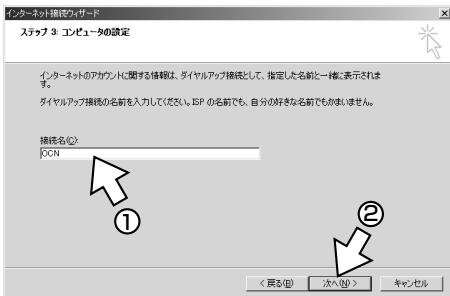 インターネット接続ウィザード
ステップ 3: コンピュータの設定
インターネットのアカウントに関する情報は、ダイヤルアップ接続として、指定した名前と一緒に表示されま
す。
ダイヤルアップ接続の名前を入力してください。ISP の名前でも、自分の好きな名前でもかまいません。
接続名(C):
OCN
①
②
< 戻る(B)
次へ(N) >
キャンセル